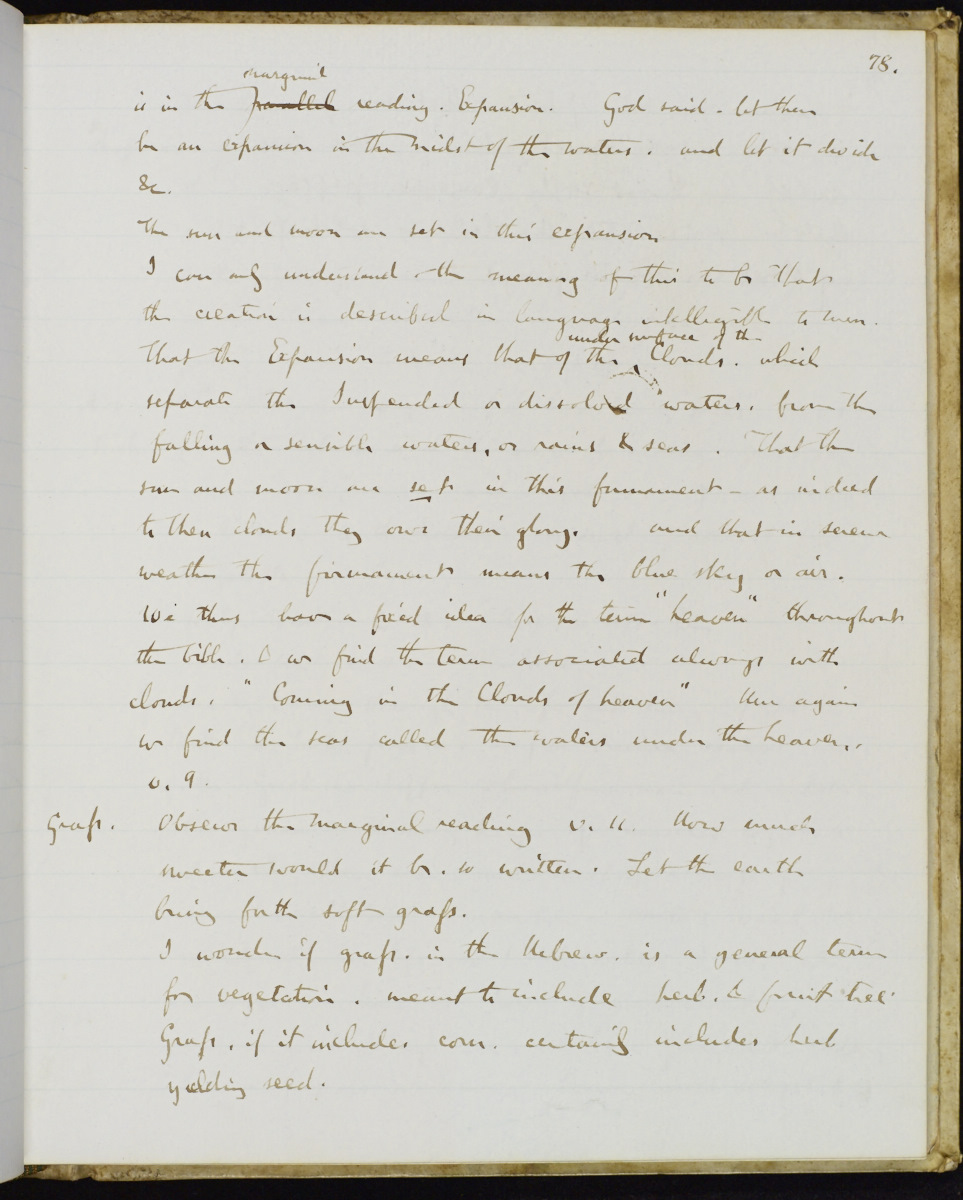 78.
marginal
is in the parallel reading. Expansion. God said - let there
be an expansion in the midst of the waters. and let it divide
&c.
The sun and moon are set in this expansion
I can only understand the meaning of this to be that
the creation is described in language intelligible to men.
under surface of the
That the Expansion means that of the Clouds. which
separate the Suspended or dissolved waters. from the
falling or sensible waters, or rains & seas. That the
sun and moon are set in this firmament - as indeed
to these clouds they owe their glory. and that in serene
weather the firmament means the blue sky or air.
We thus have a fixed idea for the term "heaven" throughout
the bible. & we find the term associated always with
clouds. "Coming in the Clouds of heaven" Here again
we find the seas called the waters under the heaven.
v. 9.
Grass. Observe the marginal reading v. 11. How much
sweeter would it be. so written. Let the earth
bring forth soft grass.
I wonder if grass. in the Hebrew. is a general term
for vegetation. meant to include herb. & fruit tree
Grass, if it includes corn. certainly includes herb
yielding seed.